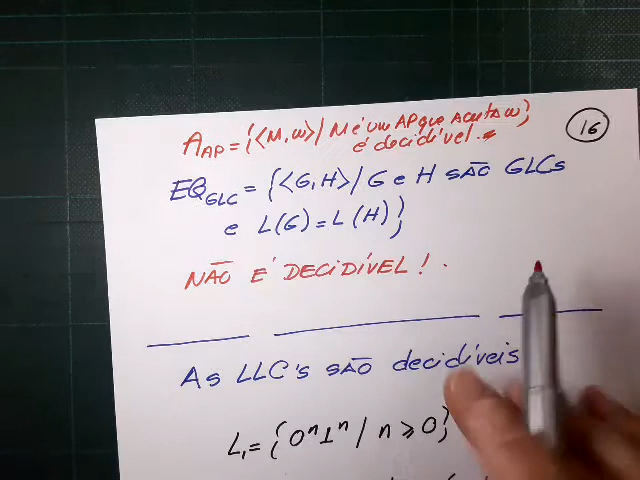 A_AP = {<M, w> / M é um AP que aceita w}
é decidível.
16
EQ_GLC = {<G, H> / G e H SÃO GLCs
e L(G) = L(H)}
NÃO É DECIDÍVEL!
AS LLC's SÃO decidíveis
L₁ = {0ⁿ1ⁿ / n ≥ 0}